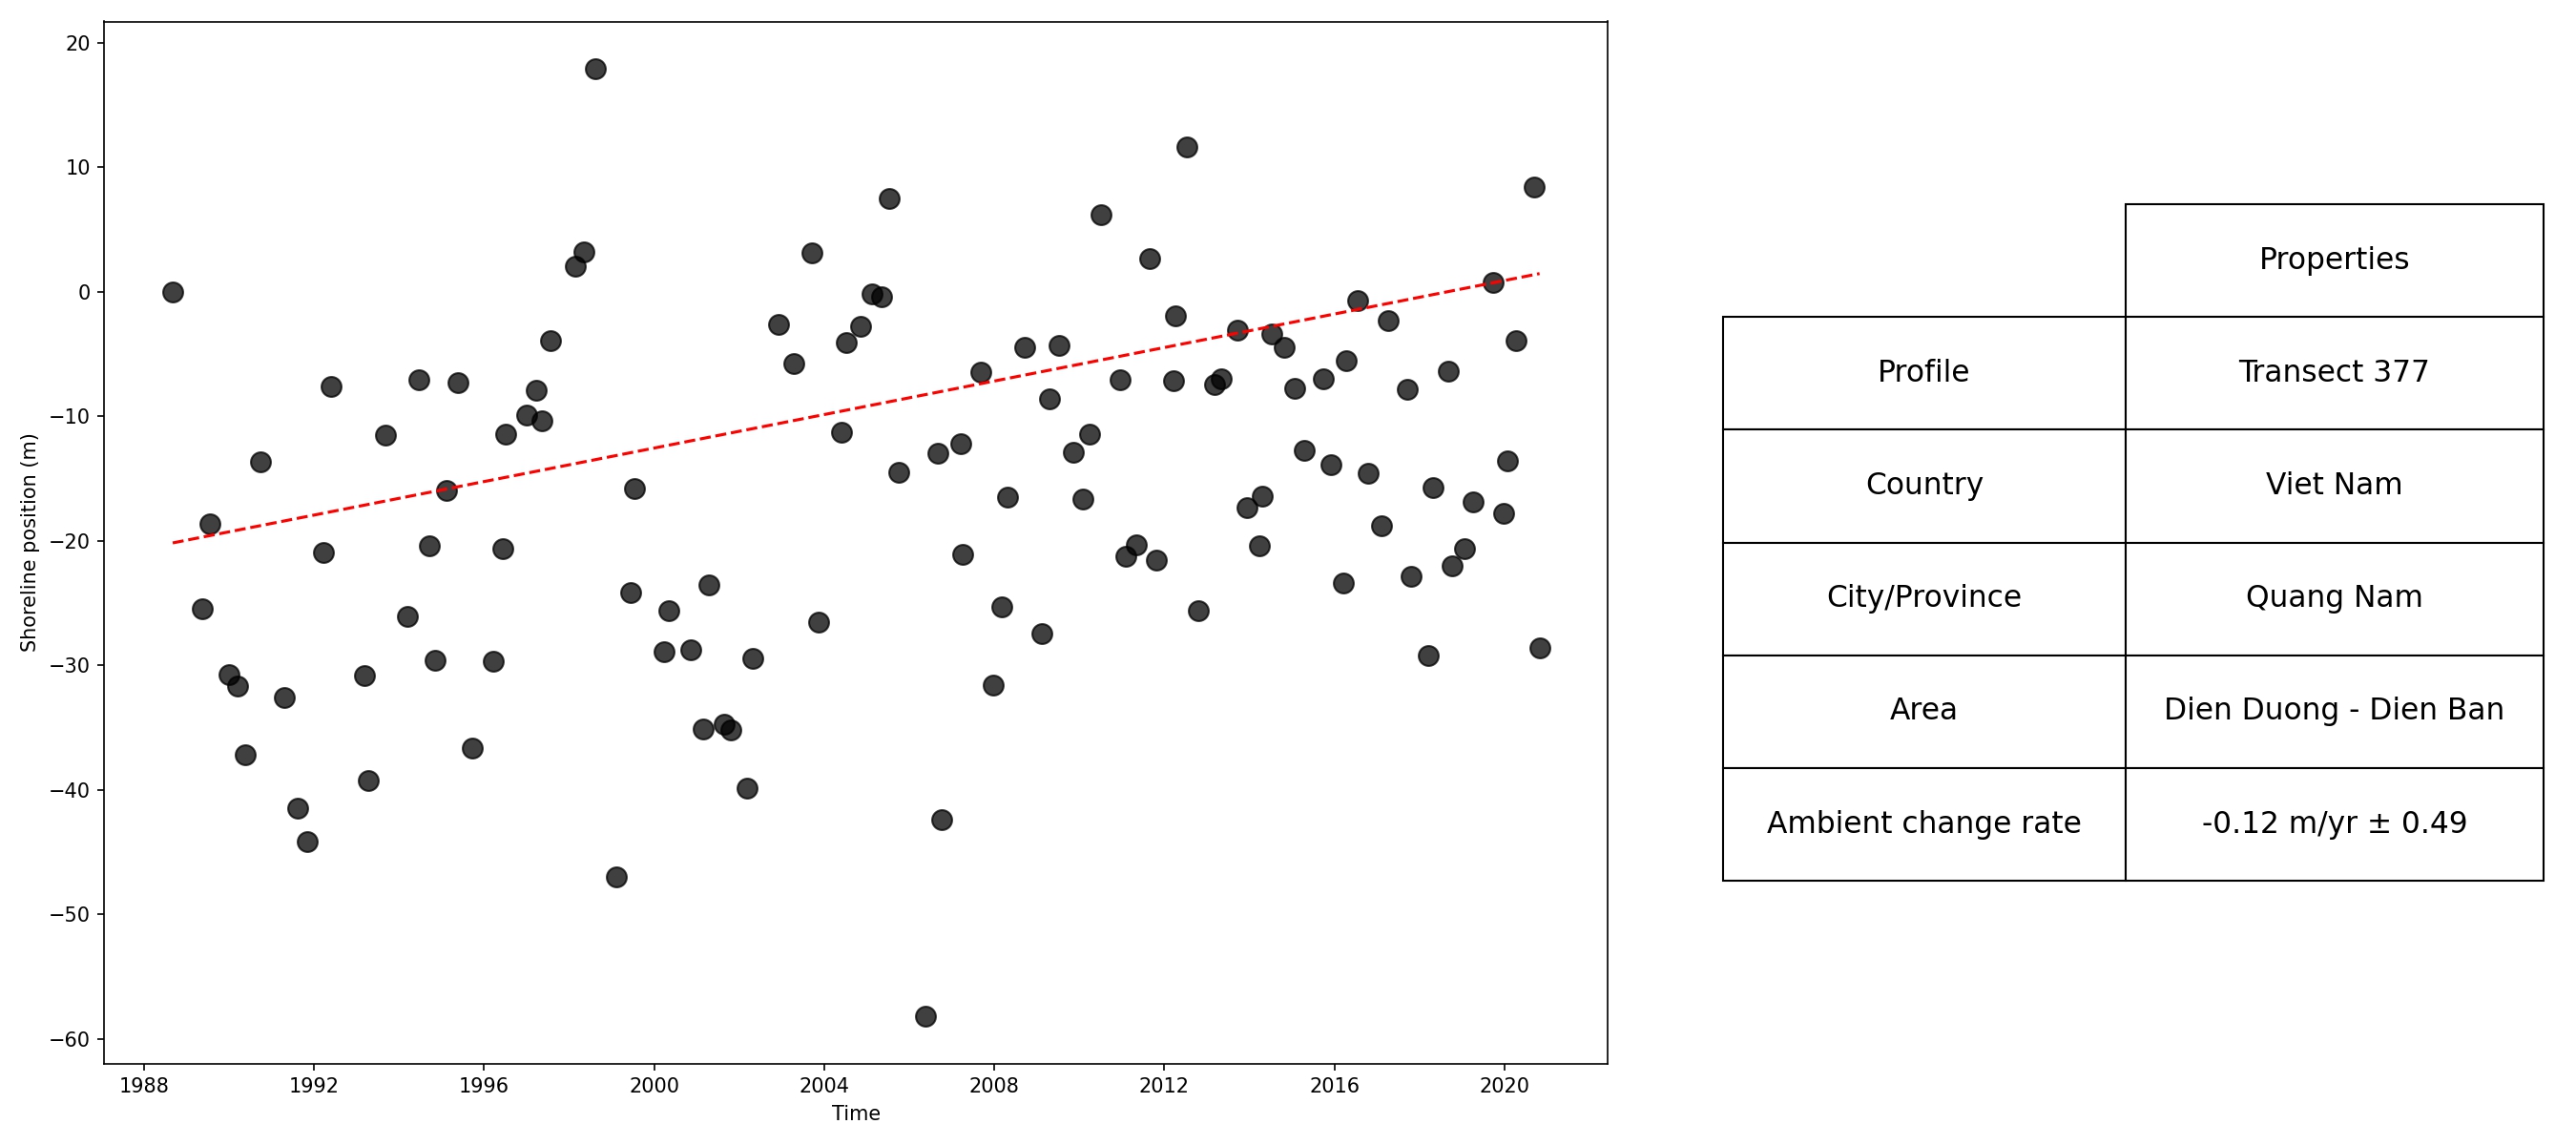 20
10
0
−10
−20
−30
−40
−50
−60
Shoreline position (m)
1988 1992 1996 2000 2004 2008 2012 2016 2020
Time
Properties
Profile Transect 377
Country Viet Nam
City/Province Quang Nam
Area Dien Duong - Dien Ban
Ambient change rate -0.12 m/yr ± 0.49